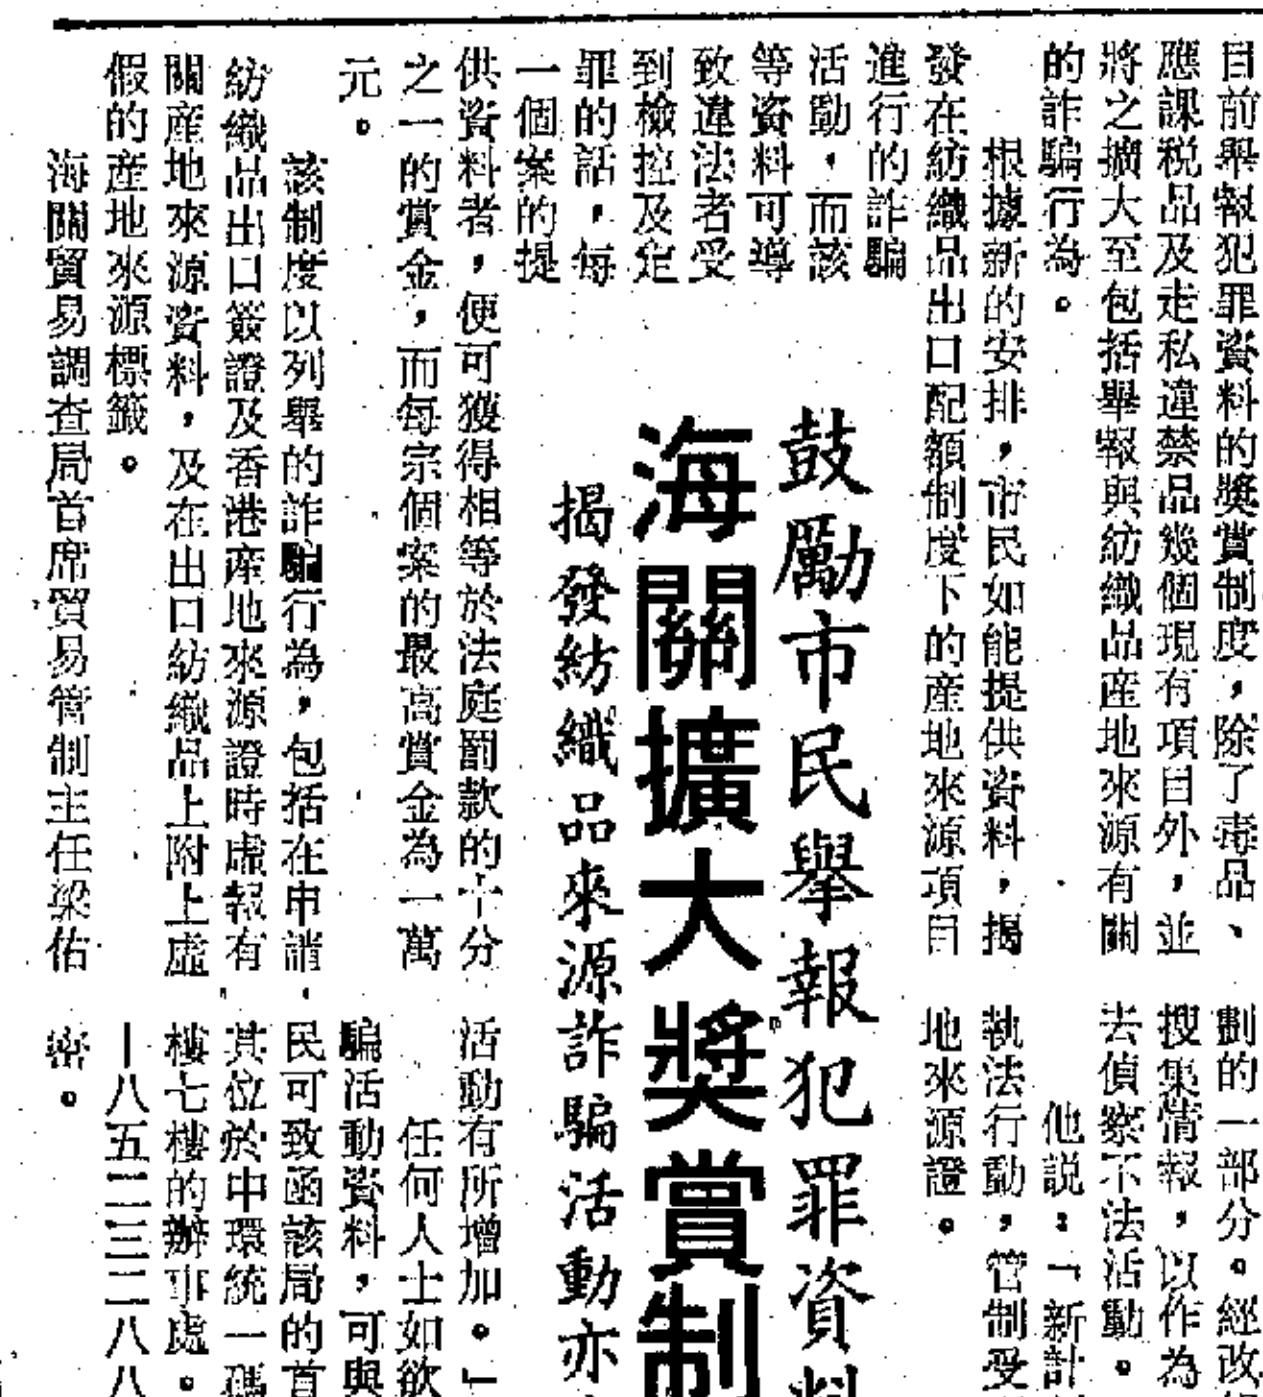 鼓勵市民舉報犯罪資料
海關擴大獎賞制
揭發紡織品來源詐騙活動亦
目前舉報犯罪資料的獎賞制度，除了毒品、
應課稅品及走私違禁品幾個現有項目外，並
將之擴大至包括舉報與紡織品產地來源有關
的詐騙行為。
根據新的安排，市民如能提供資料，揭
發在紡織品出口配額制度下的產地來源項目
進行的詐騙
活動，而該
等資料可導
致違法者受
到檢控及定
罪的話，每
一個案的提
供資料者，便可獲得相等於法庭罰款的十分
之一的賞金，而每宗個案的最高賞金為一萬
元。
該制度以列舉的詐騙行為，包括在申請
紡織品出口簽證及香港產地來源證時虛報有
關產地來源資料，及在出口紡織品上附上虛
假的產地來源標籤。
海關貿易調查局首席貿易管制主任梁佑
劃的一部分。經改
搜集情報，以作為
去偵察不法活動。
他說：「新計
執法行動，管制受
地來源證。
活動有所增加。」
任何人士如欲
騙活動資料，可與
民可致函該局的首
其位於中環統一碼
樓七樓的辦事處。
｜八五二三三二八八
密。